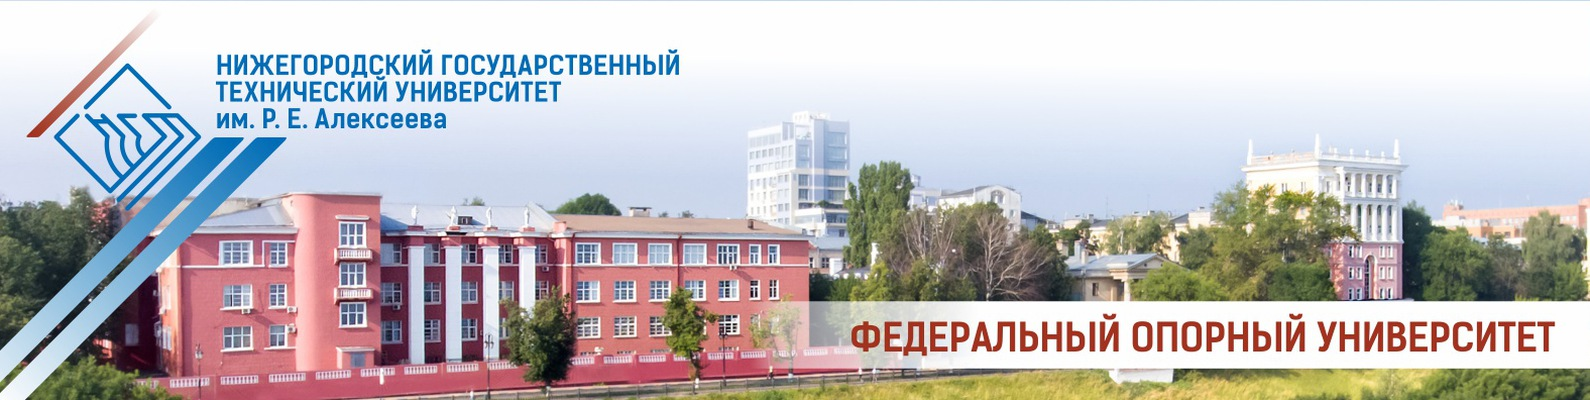 НИЖЕГОРОДСКИЙ ГОСУДАРСТВЕННЫЙ
ТЕХНИЧЕСКИЙ УНИВЕРСИТЕТ
им. Р. Е. Алексеева
ФЕДЕРАЛЬНЫЙ ОПОРНЫЙ УНИВЕРСИТЕТ